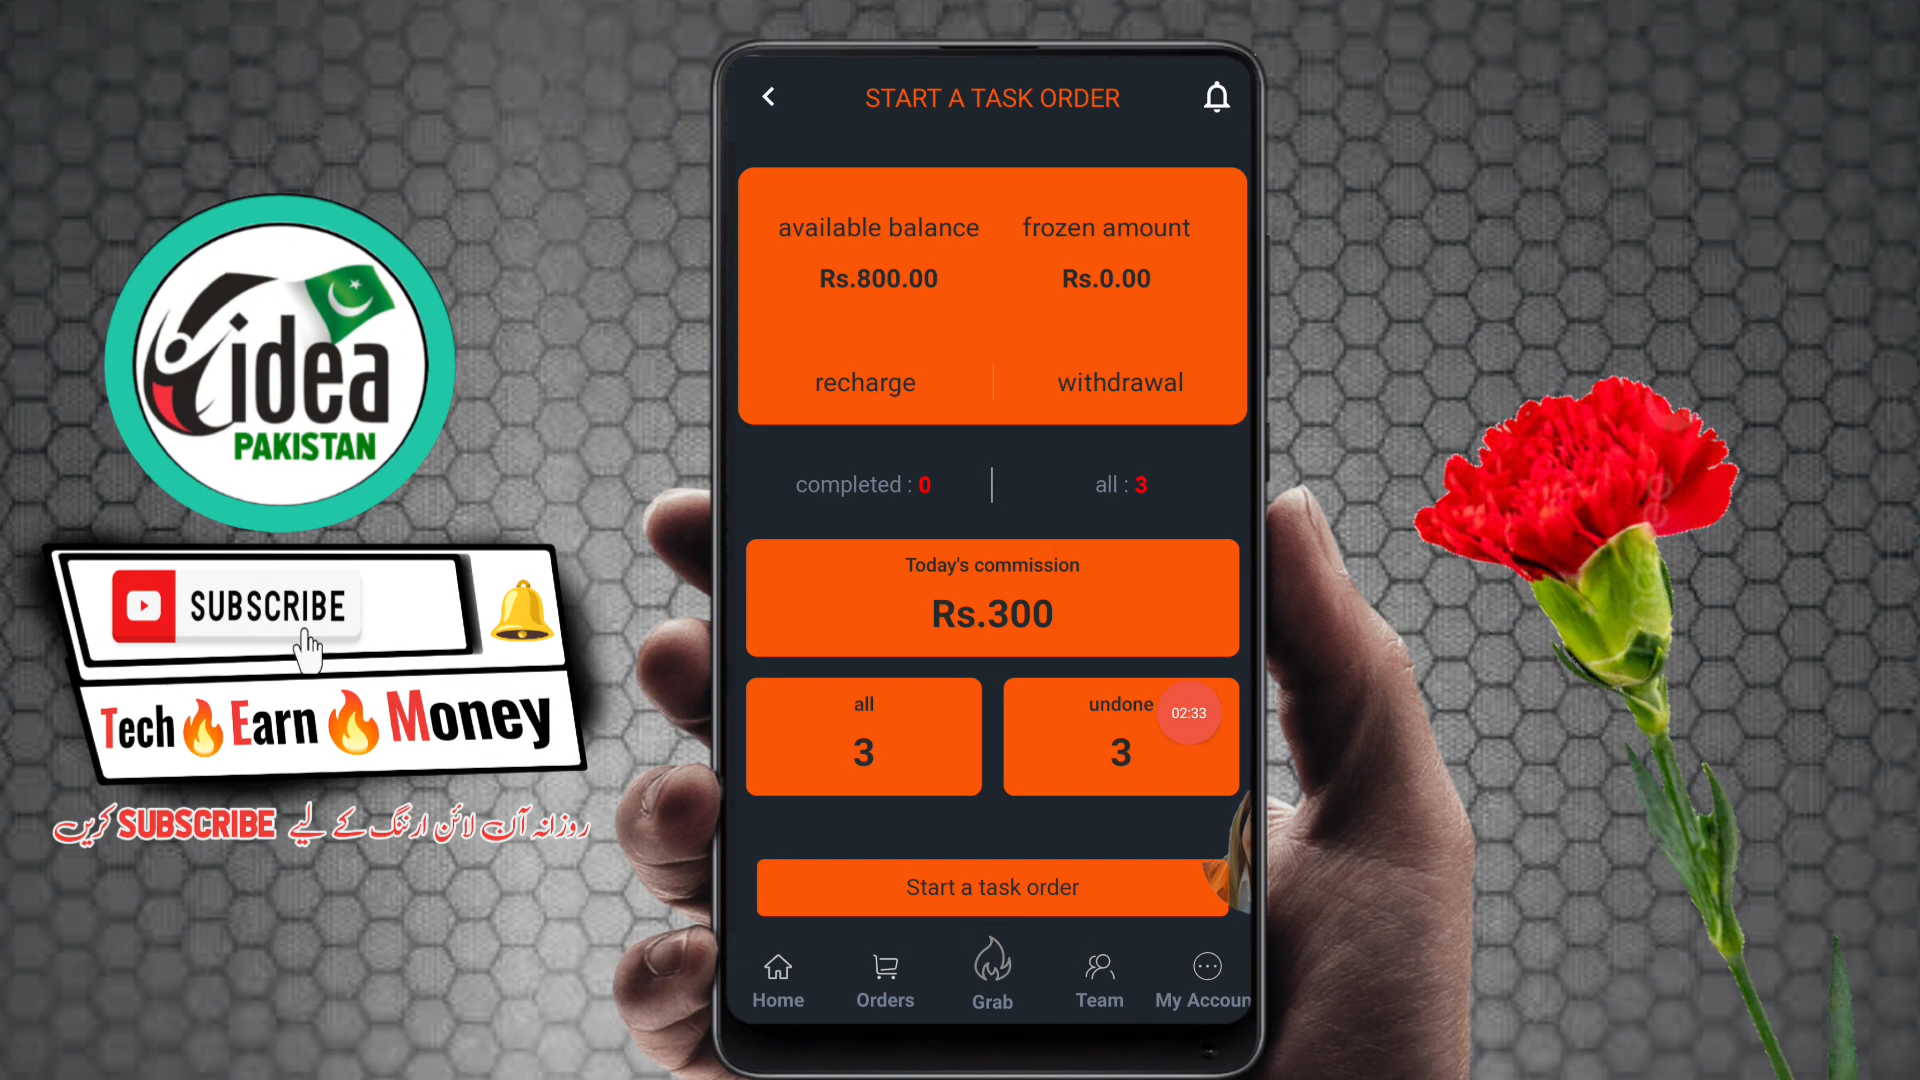 START A TASK ORDER
available balance
frozen amount
Rs.800.00
Rs.0.00
recharge
withdrawal
completed : 0
all : 3
Today's commission
Rs.300
all
3
undone
3
02:33
Start a task order
Home
Orders
Grab
Team
My Accoun
idea
PAKISTAN
SUBSCRIBE
Tech Earn Money
روزانہ آن لائن ارننگ کے لیے SUBSCRIBE کریں